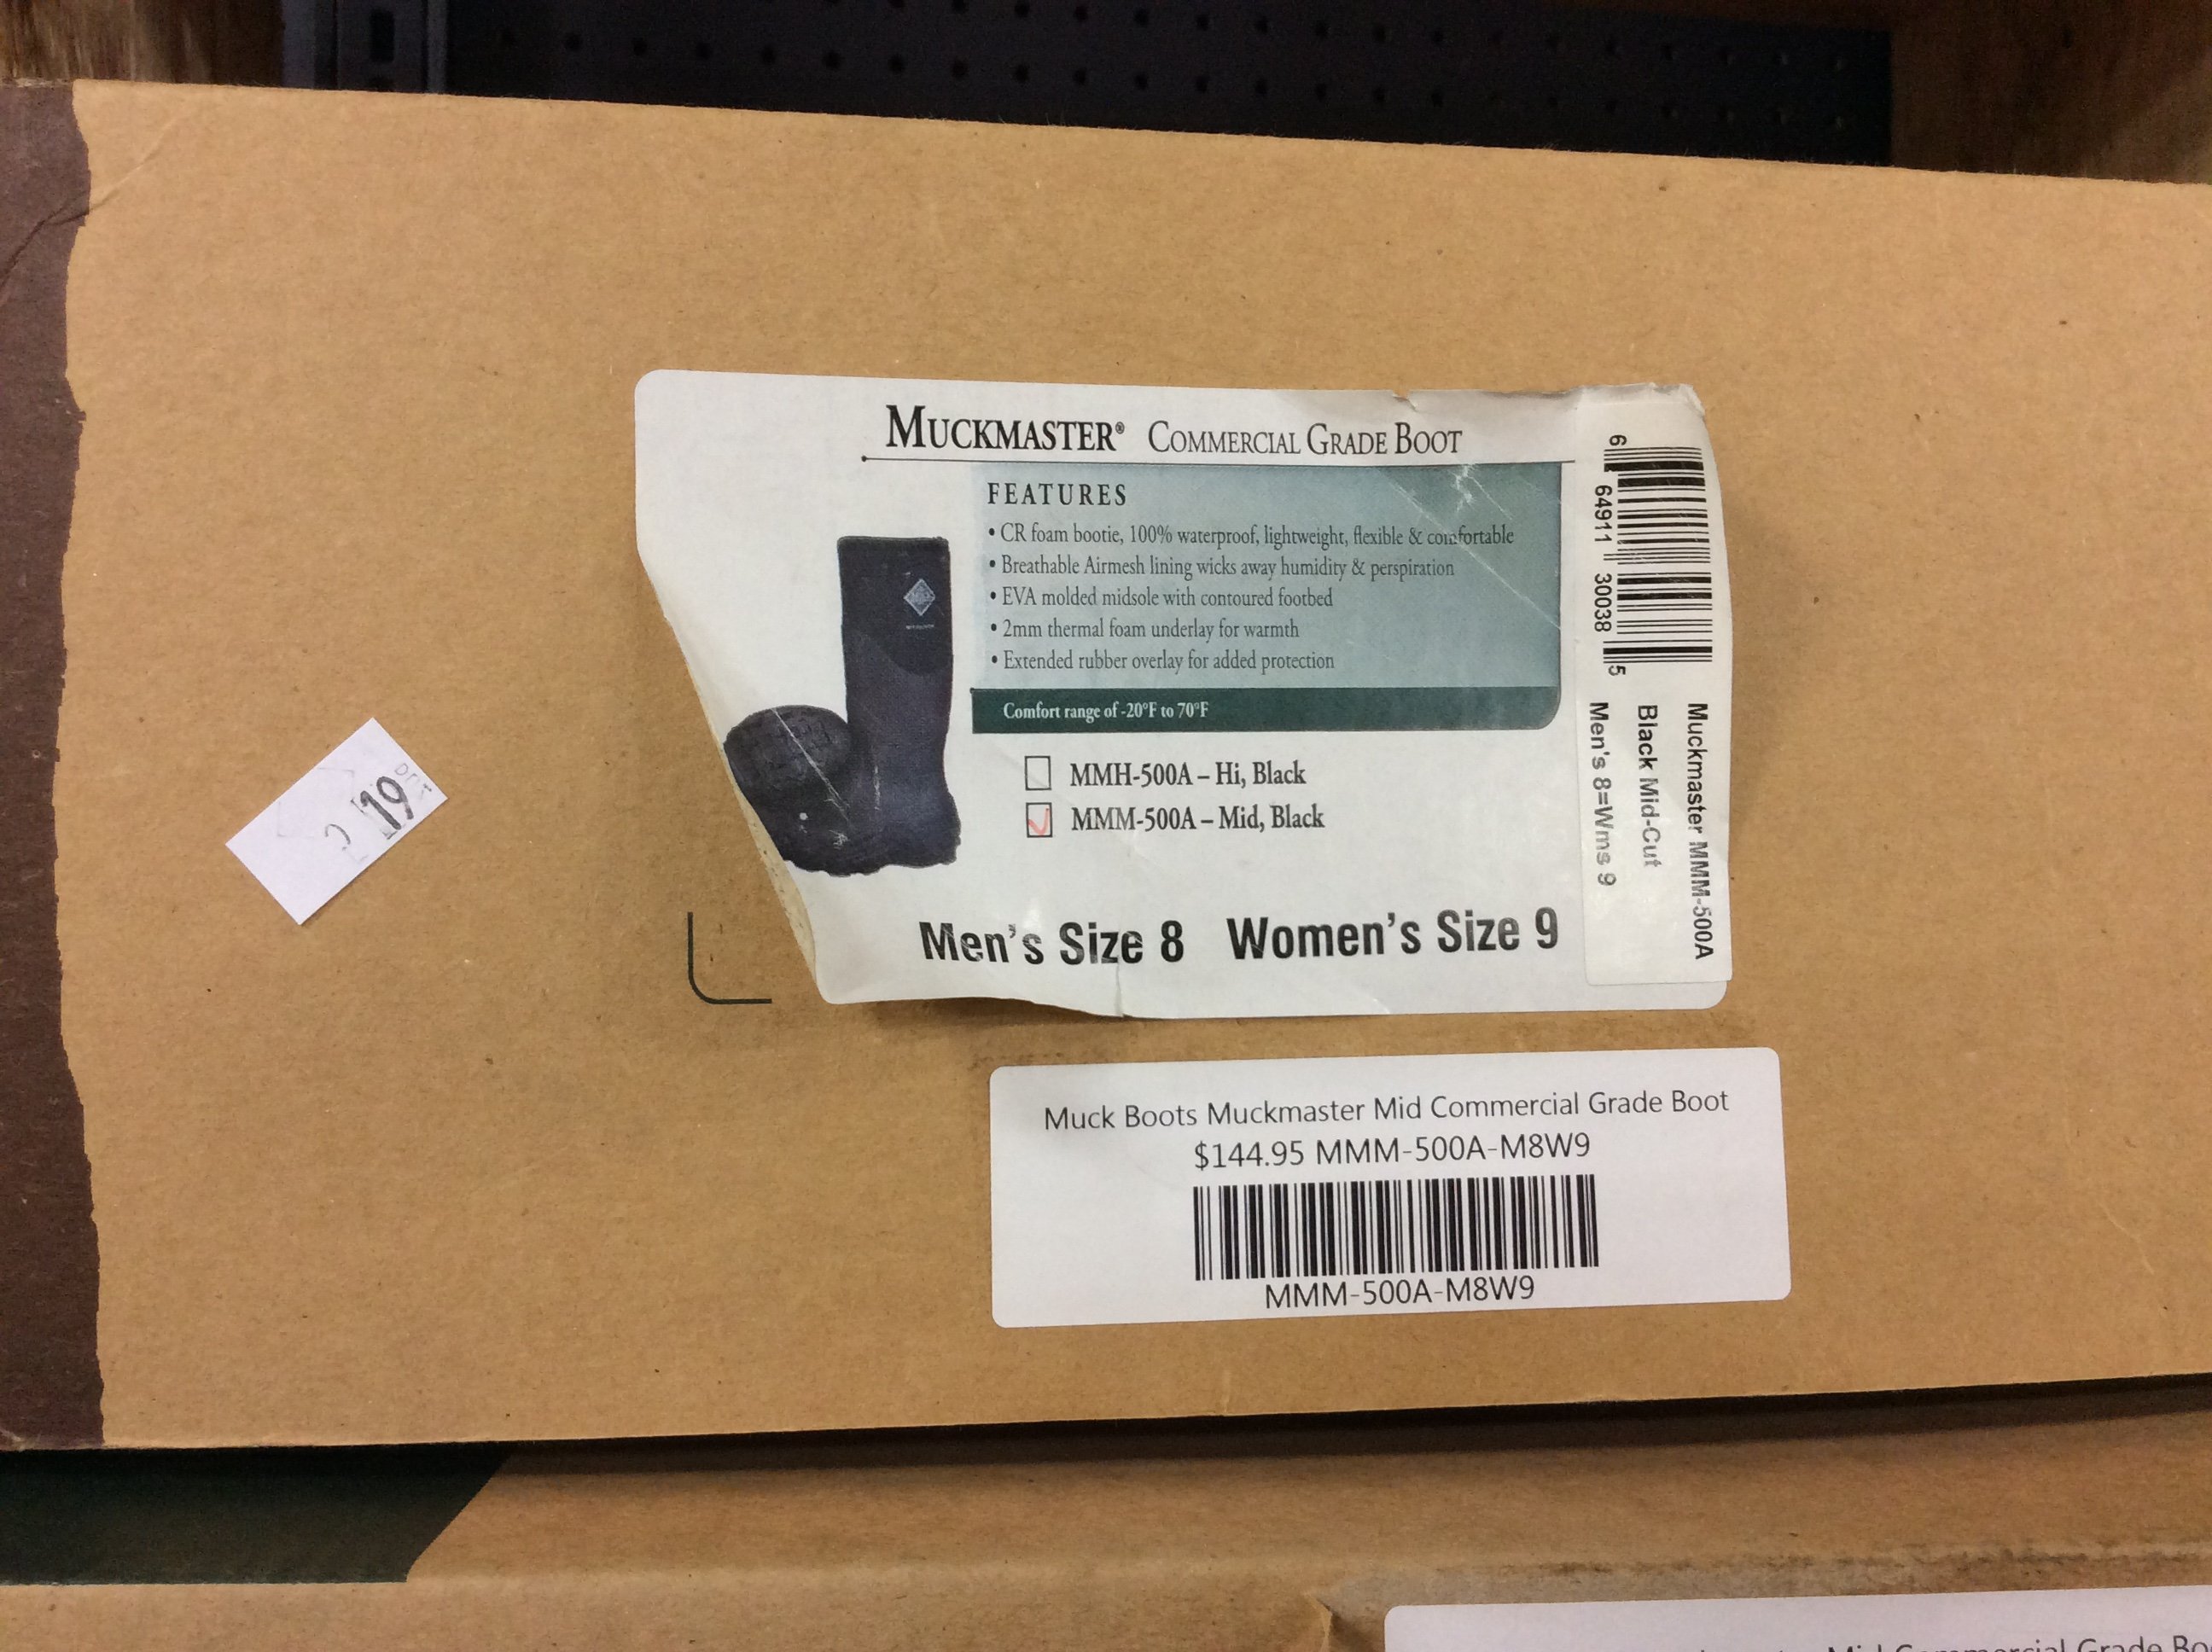 MUCKMASTER® COMMERCIAL GRADE BOOT
FEATURES
• CR foam bootie, 100% waterproof, lightweight, flexible & comfortable
• Breathable Airmesh lining wicks away humidity & perspiration
• EVA molded midsole with contoured footbed
• 2mm thermal foam underlay for warmth
• Extended rubber overlay for added protection
Comfort range of -20°F to 70°F
MMH-500A – Hi, Black
MMM-500A – Mid, Black
Men's Size 8 Women's Size 9
6 64911 30038 5
Muckmaster MMM-500A
Black Mid-Cut
Men's 8=Wms 9
19
Muck Boots Muckmaster Mid Commercial Grade Boot
$144.95 MMM-500A-M8W9
MMM-500A-M8W9
Mid Commercial Grade